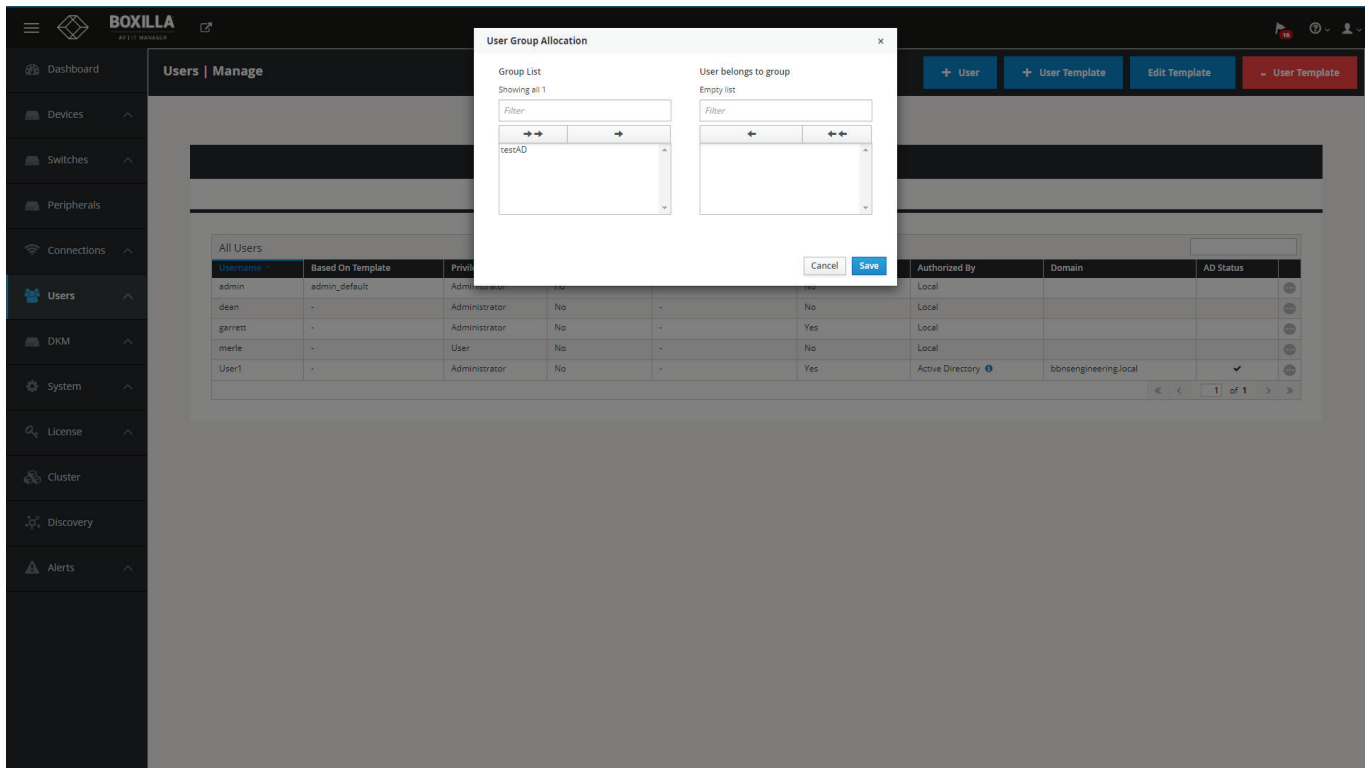 BOXILLA
AV | IT MANAGER
16
User Group Allocation
×
Group List
Showing all 1
Filter
testAD
User belongs to group
Empty list
Filter
Cancel
Save
Dashboard
Devices
Switches
Peripherals
Connections
Users
DKM
System
License
Cluster
Discovery
Alerts
Users | Manage
+ User
+ User Template
Edit Template
- User Template
All Users
Username Based On Template Authorized By Domain AD Status
admin admin_default Administrator No No Local
dean - Administrator No - No Local
garrett - Administrator No - Yes Local
merle - User No - No Local
User1 - Administrator No - Yes Active Directory bbnsengineering.local
1 of 1